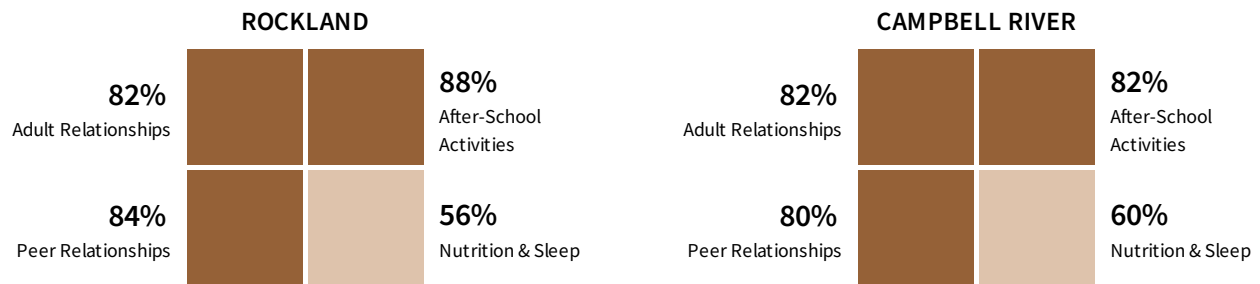 ROCKLAND
82%
Adult Relationships
88%
After-School
Activities
84%
Peer Relationships
56%
Nutrition & Sleep
CAMPBELL RIVER
82%
Adult Relationships
82%
After-School
Activities
80%
Peer Relationships
60%
Nutrition & Sleep